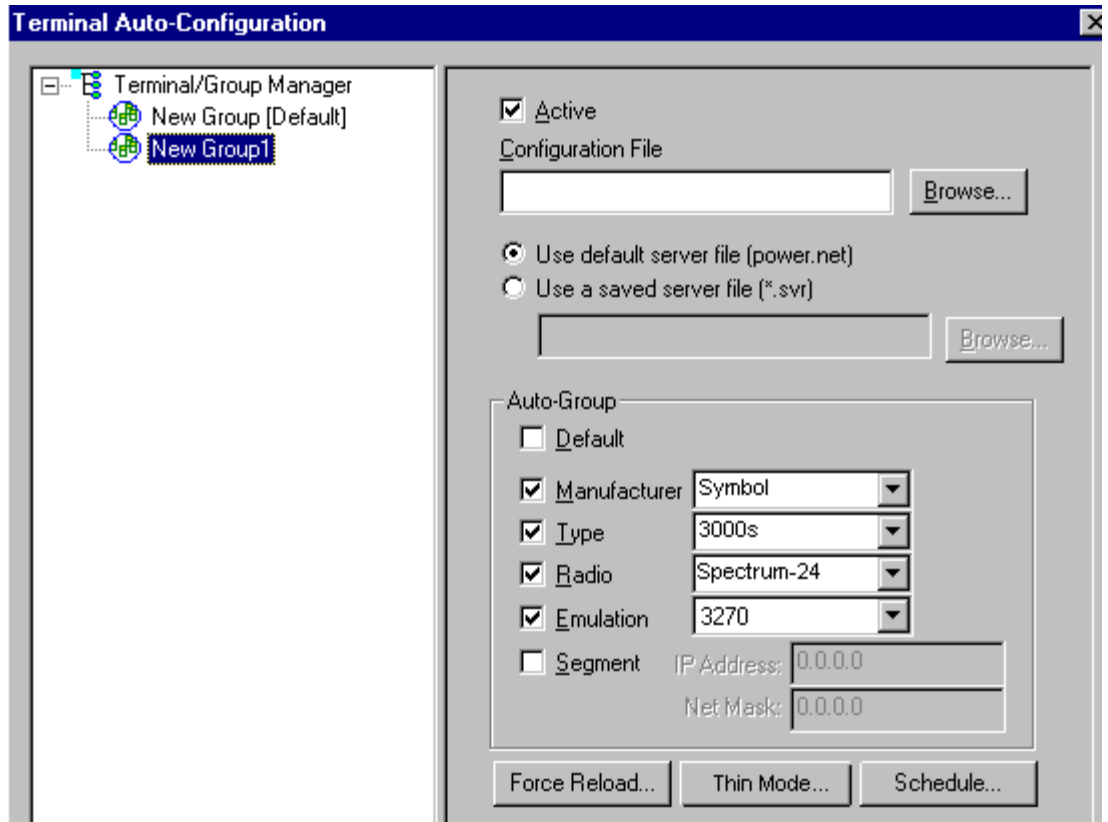 Terminal Auto-Configuration
Terminal/Group Manager
New Group [Default]
New Group1
Active
Configuration File
Browse...
Use default server file (power.net)
Use a saved server file (*.svr)
Browse...
Auto-Group
Default
Manufacturer Symbol
Type 3000s
Radio Spectrum-24
Emulation 3270
Segment IP Address: 0.0.0.0
Net Mask: 0.0.0.0
Force Reload... Thin Mode... Schedule...